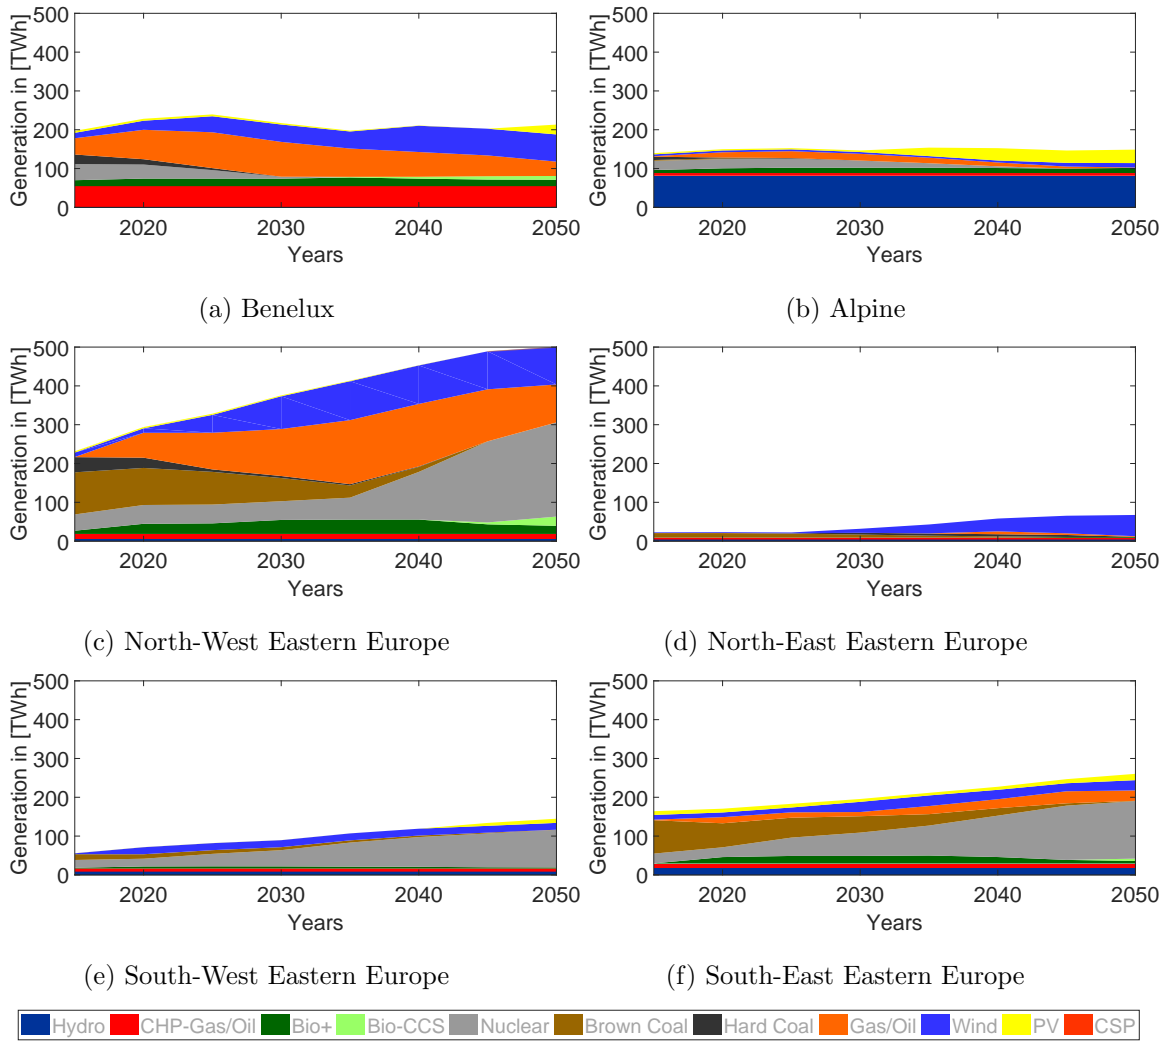 500
400
300
200
100
0
Generation in [TWh]
2020 2030 2040 2050
Years
(a) Benelux
500
400
300
200
100
0
Generation in [TWh]
2020 2030 2040 2050
Years
(b) Alpine
500
400
300
200
100
0
Generation in [TWh]
2020 2030 2040 2050
Years
(c) North-West Eastern Europe
500
400
300
200
100
0
Generation in [TWh]
2020 2030 2040 2050
Years
(d) North-East Eastern Europe
500
400
300
200
100
0
Generation in [TWh]
2020 2030 2040 2050
Years
(e) South-West Eastern Europe
500
400
300
200
100
0
Generation in [TWh]
2020 2030 2040 2050
Years
(f) South-East Eastern Europe
Hydro CHP-Gas/Oil Bio+ Bio-CCS Nuclear Brown Coal Hard Coal Gas/Oil Wind PV CSP